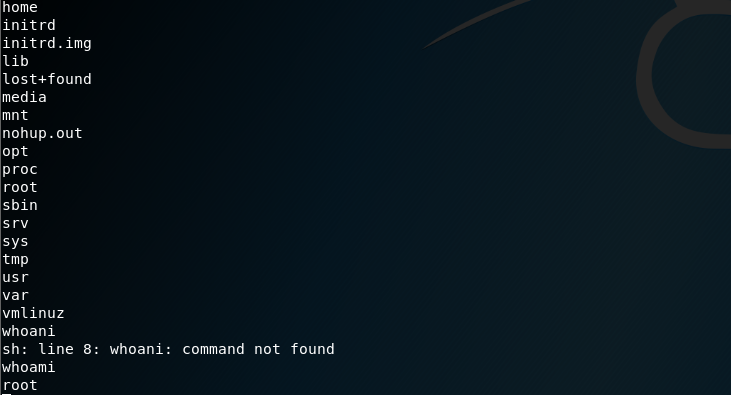 home
initrd
initrd.img
lib
lost+found
media
mnt
nohup.out
opt
proc
root
sbin
srv
sys
tmp
usr
var
vmlinuz
whoani
sh: line 8: whoani: command not found
whoami
root